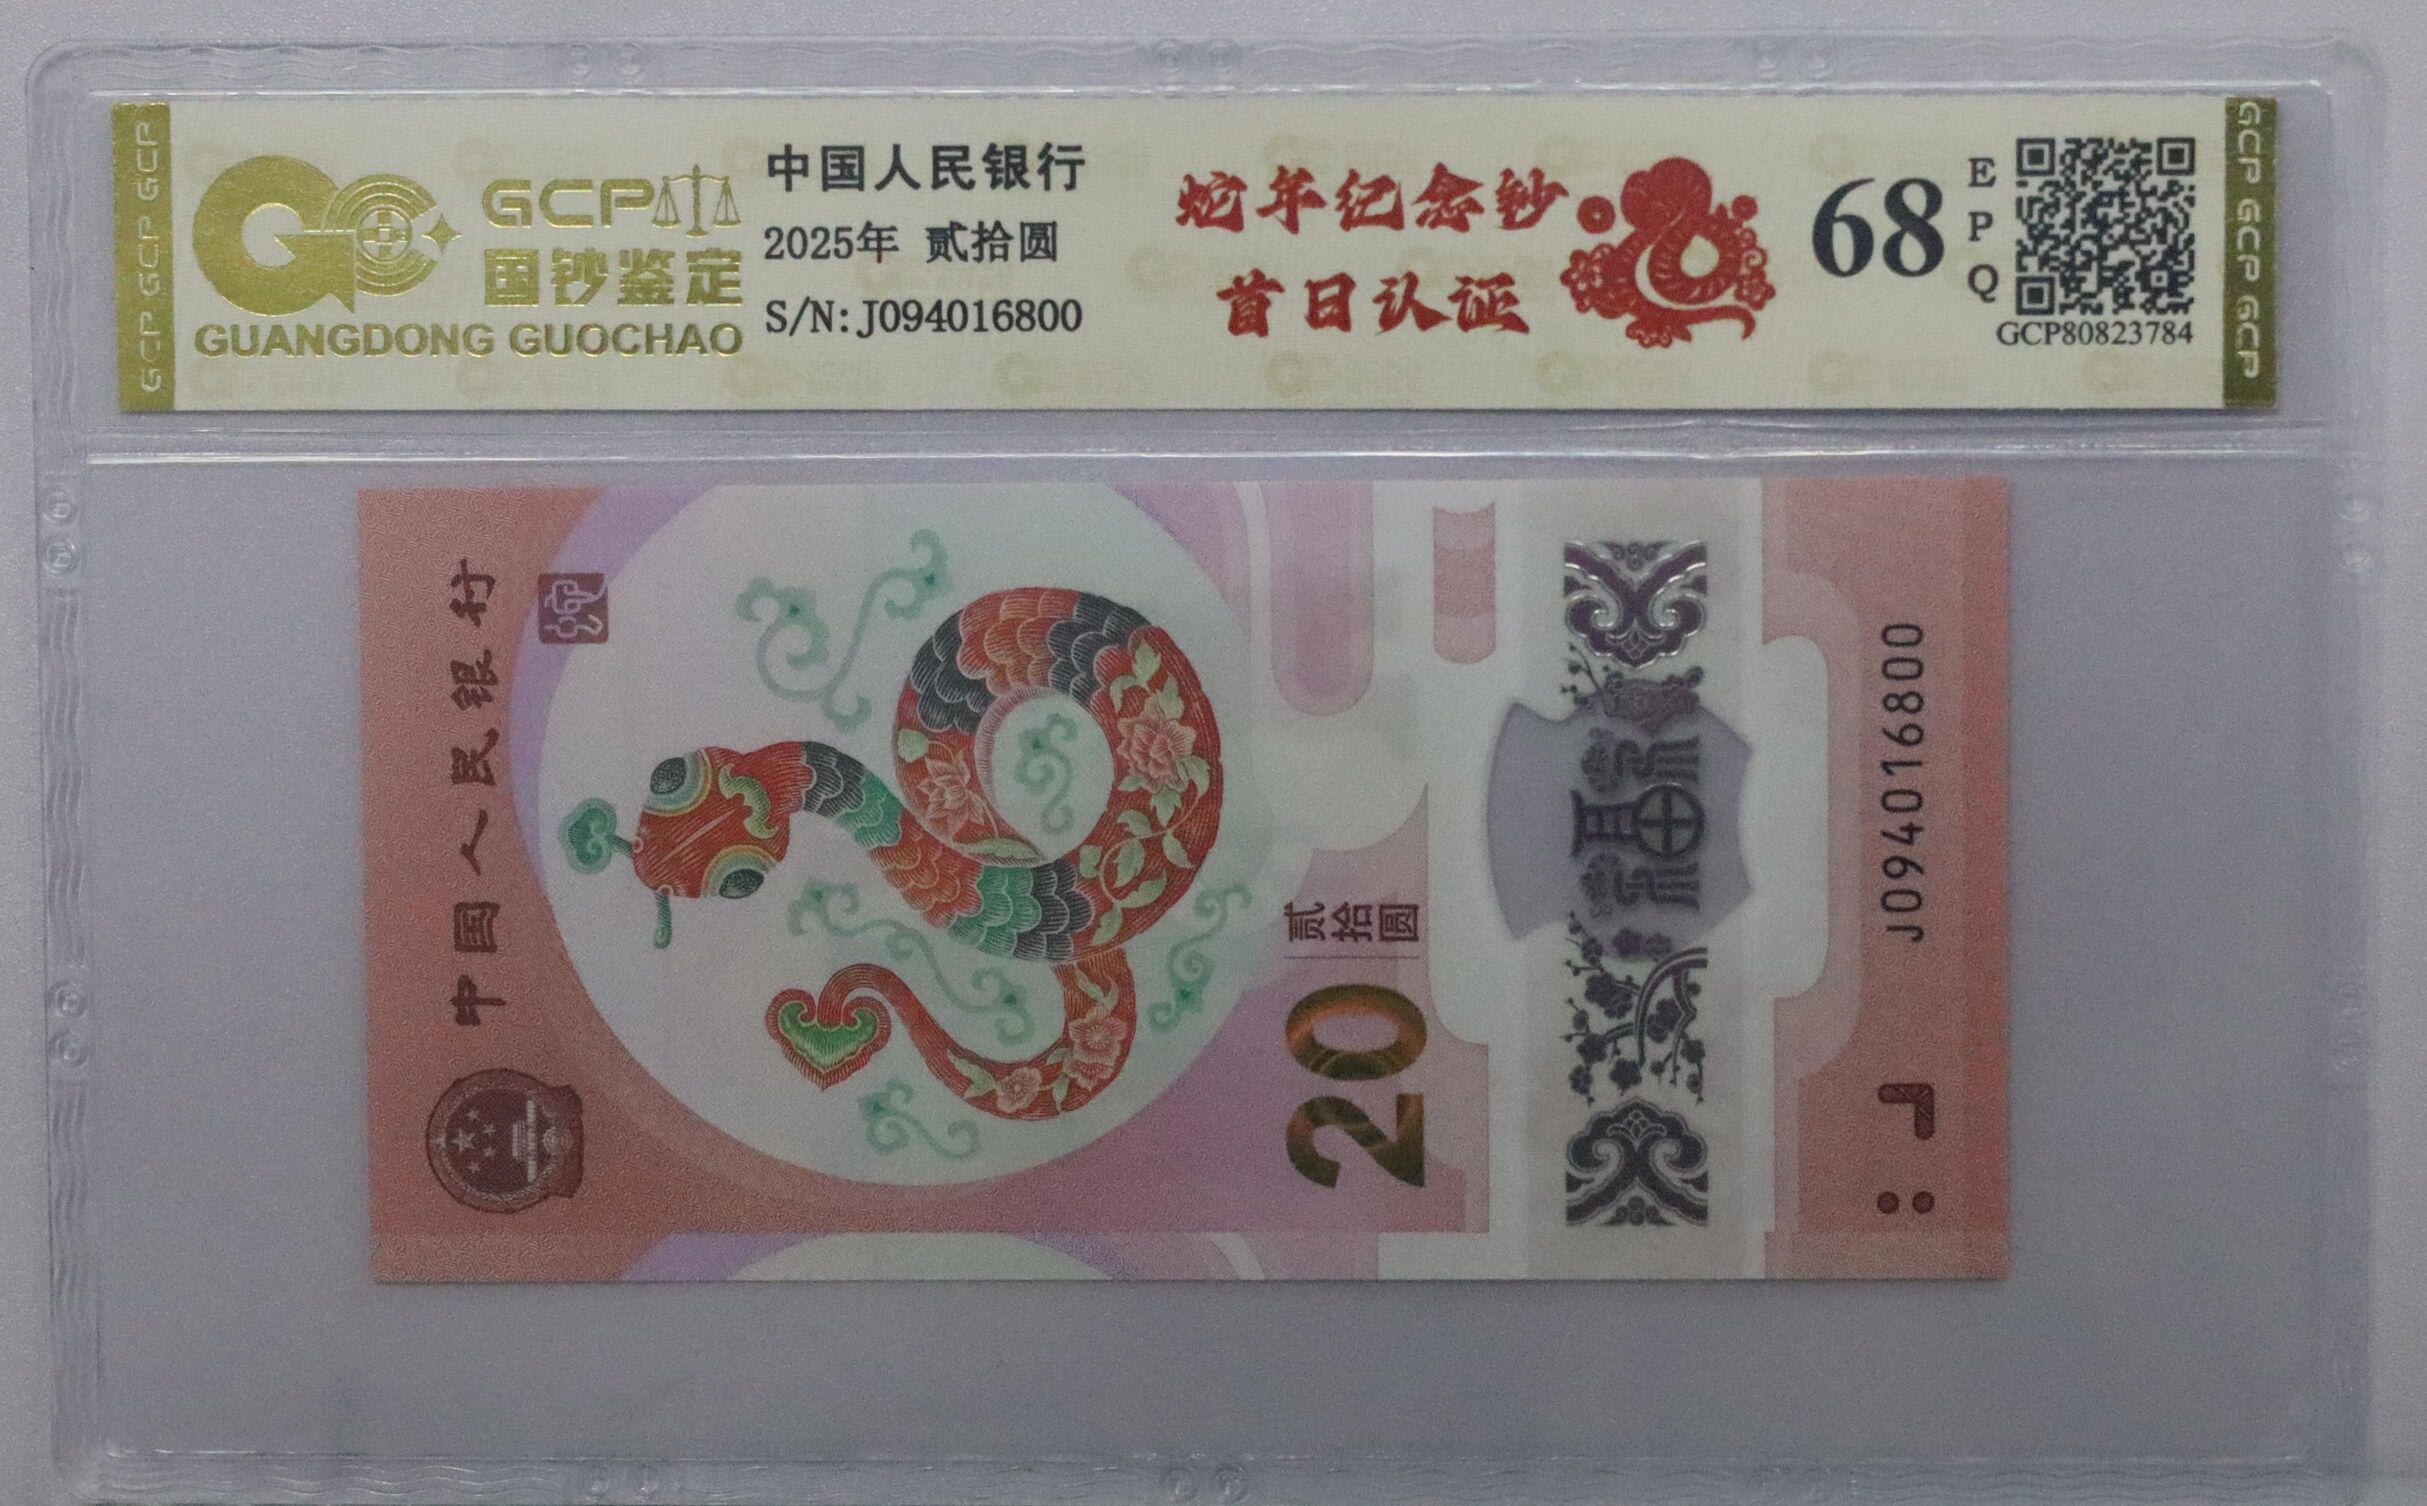 GCP GCP GCP
GCP
国钞鉴定
GUANGDONG GUOCHAO
中国人民银行
2025年 贰拾圆
S/N:J094016800
蛇年纪念钞
首日认证
68
EPQ
GCP80823784
GCP GCP GCP
中国人民银行
贰拾圆
20
福
J094016800